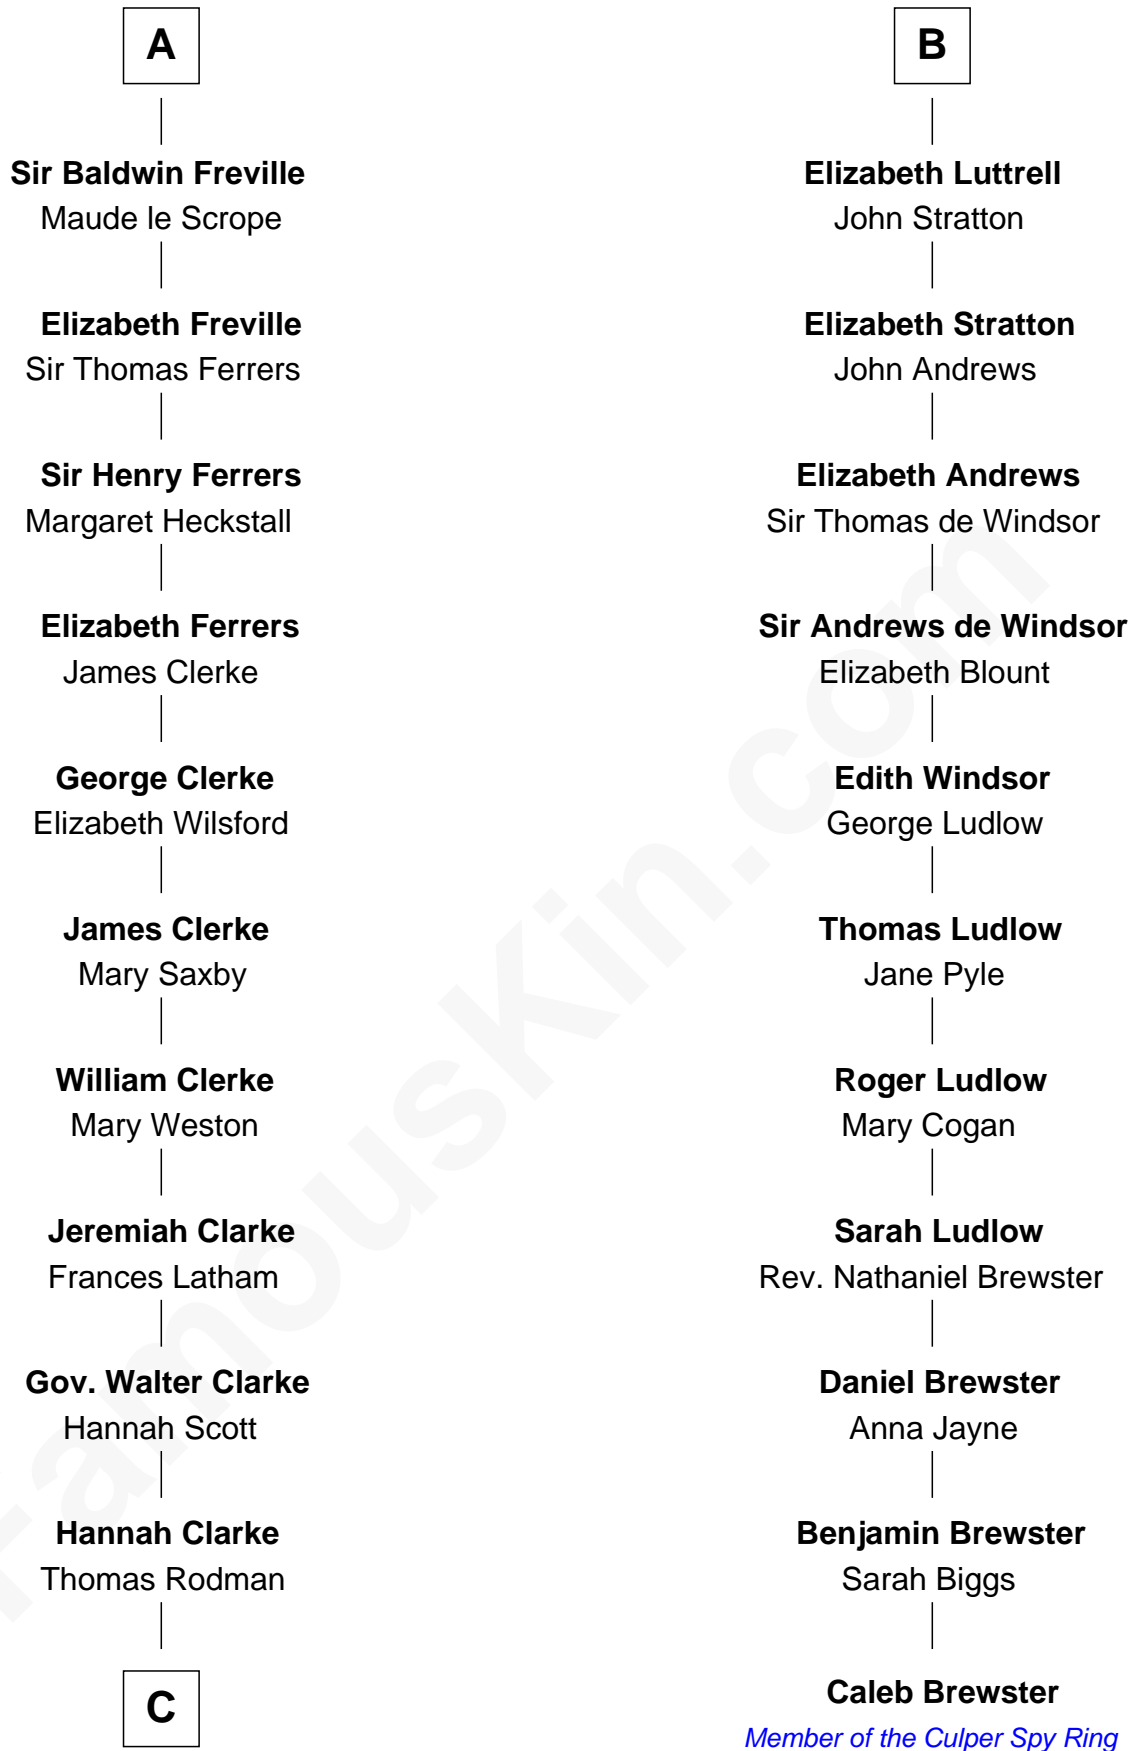 A
Sir Baldwin Freville
Maude le Scrope
Elizabeth Freville
Sir Thomas Ferrers
Sir Henry Ferrers
Margaret Heckstall
Elizabeth Ferrers
James Clerke
George Clerke
Elizabeth Wilsford
James Clerke
Mary Saxby
William Clerke
Mary Weston
Jeremiah Clarke
Frances Latham
Gov. Walter Clarke
Hannah Scott
Hannah Clarke
Thomas Rodman
C
B
Elizabeth Luttrell
John Stratton
Elizabeth Stratton
John Andrews
Elizabeth Andrews
Sir Thomas de Windsor
Sir Andrews de Windsor
Elizabeth Blount
Edith Windsor
George Ludlow
Thomas Ludlow
Jane Pyle
Roger Ludlow
Mary Cogan
Sarah Ludlow
Rev. Nathaniel Brewster
Daniel Brewster
Anna Jayne
Benjamin Brewster
Sarah Biggs
Caleb Brewster
Member of the Culper Spy Ring
FamousKin.com